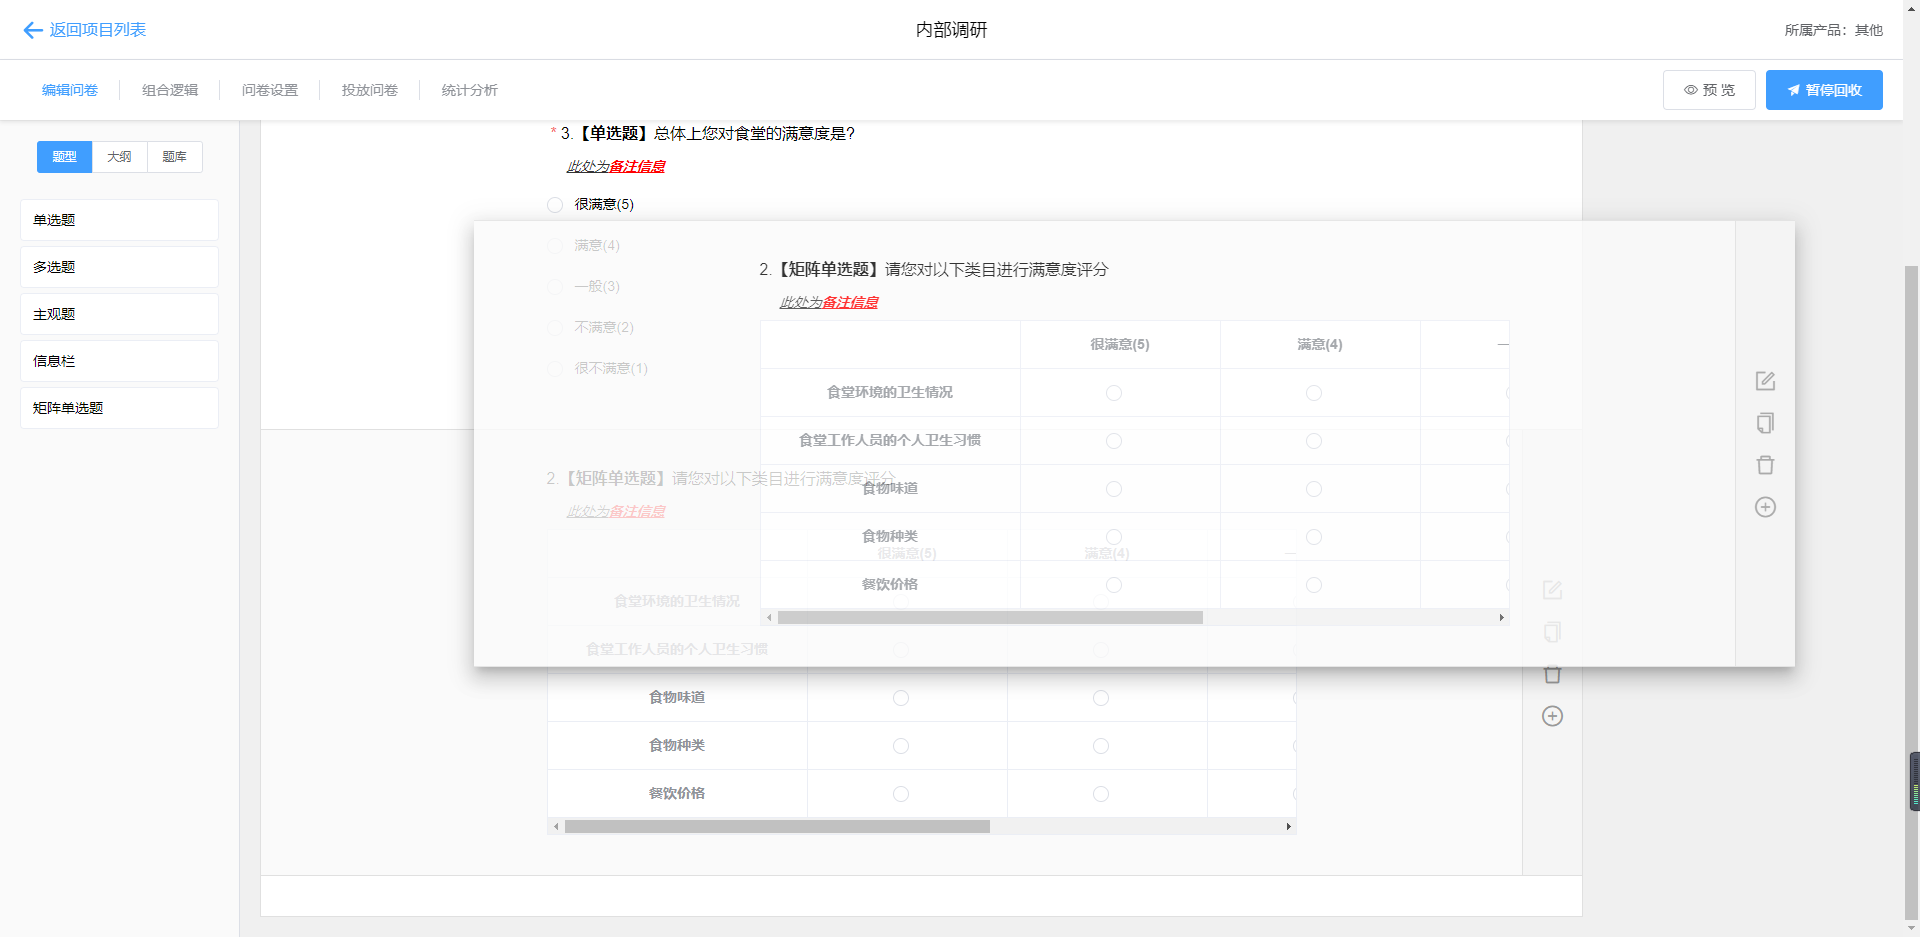 返回项目列表
内部调研
所属产品：其他
编辑问卷
组合逻辑
问卷设置
投放问卷
统计分析
预 览
暂停回收
题型
大纲
题库
单选题
多选题
主观题
信息栏
矩阵单选题
* 3.【单选题】总体上您对食堂的满意度是?
此处为备注信息
很满意(5)
满意(4)
一般(3)
不满意(2)
很不满意(1)
2.【矩阵单选题】请您对以下类目进行满意度评分
此处为备注信息
很满意(5) 满意(4) 一
食堂环境的卫生情况
食堂工作人员的个人卫生习惯
食物味道
食物种类
餐饮价格
2.【矩阵单选题】请您对以下类目进行满意度评分
此处为备注信息
很满意(5) 满意(4) 一
食堂环境的卫生情况
食堂工作人员的个人卫生习惯
食物味道
食物种类
餐饮价格